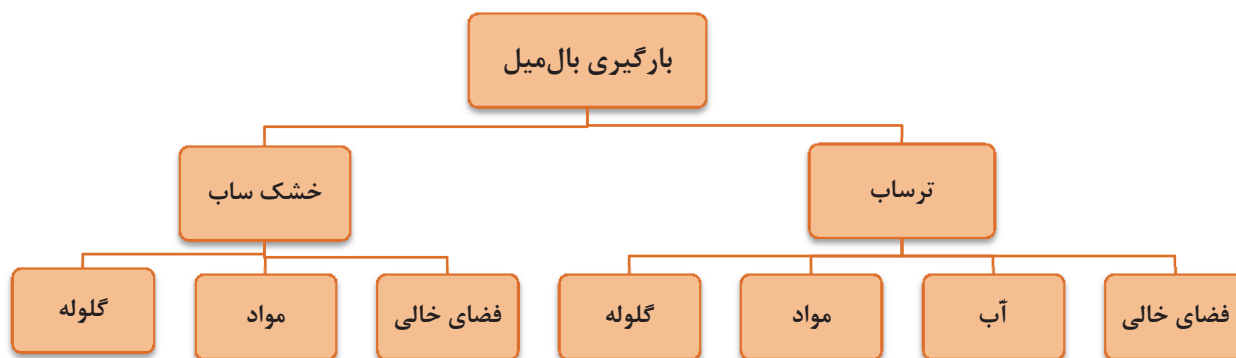 بارگیری بال‌میل
ترساب
خشک ساب
فضای خالی
آب
مواد
گلوله
فضای خالی
مواد
گلوله